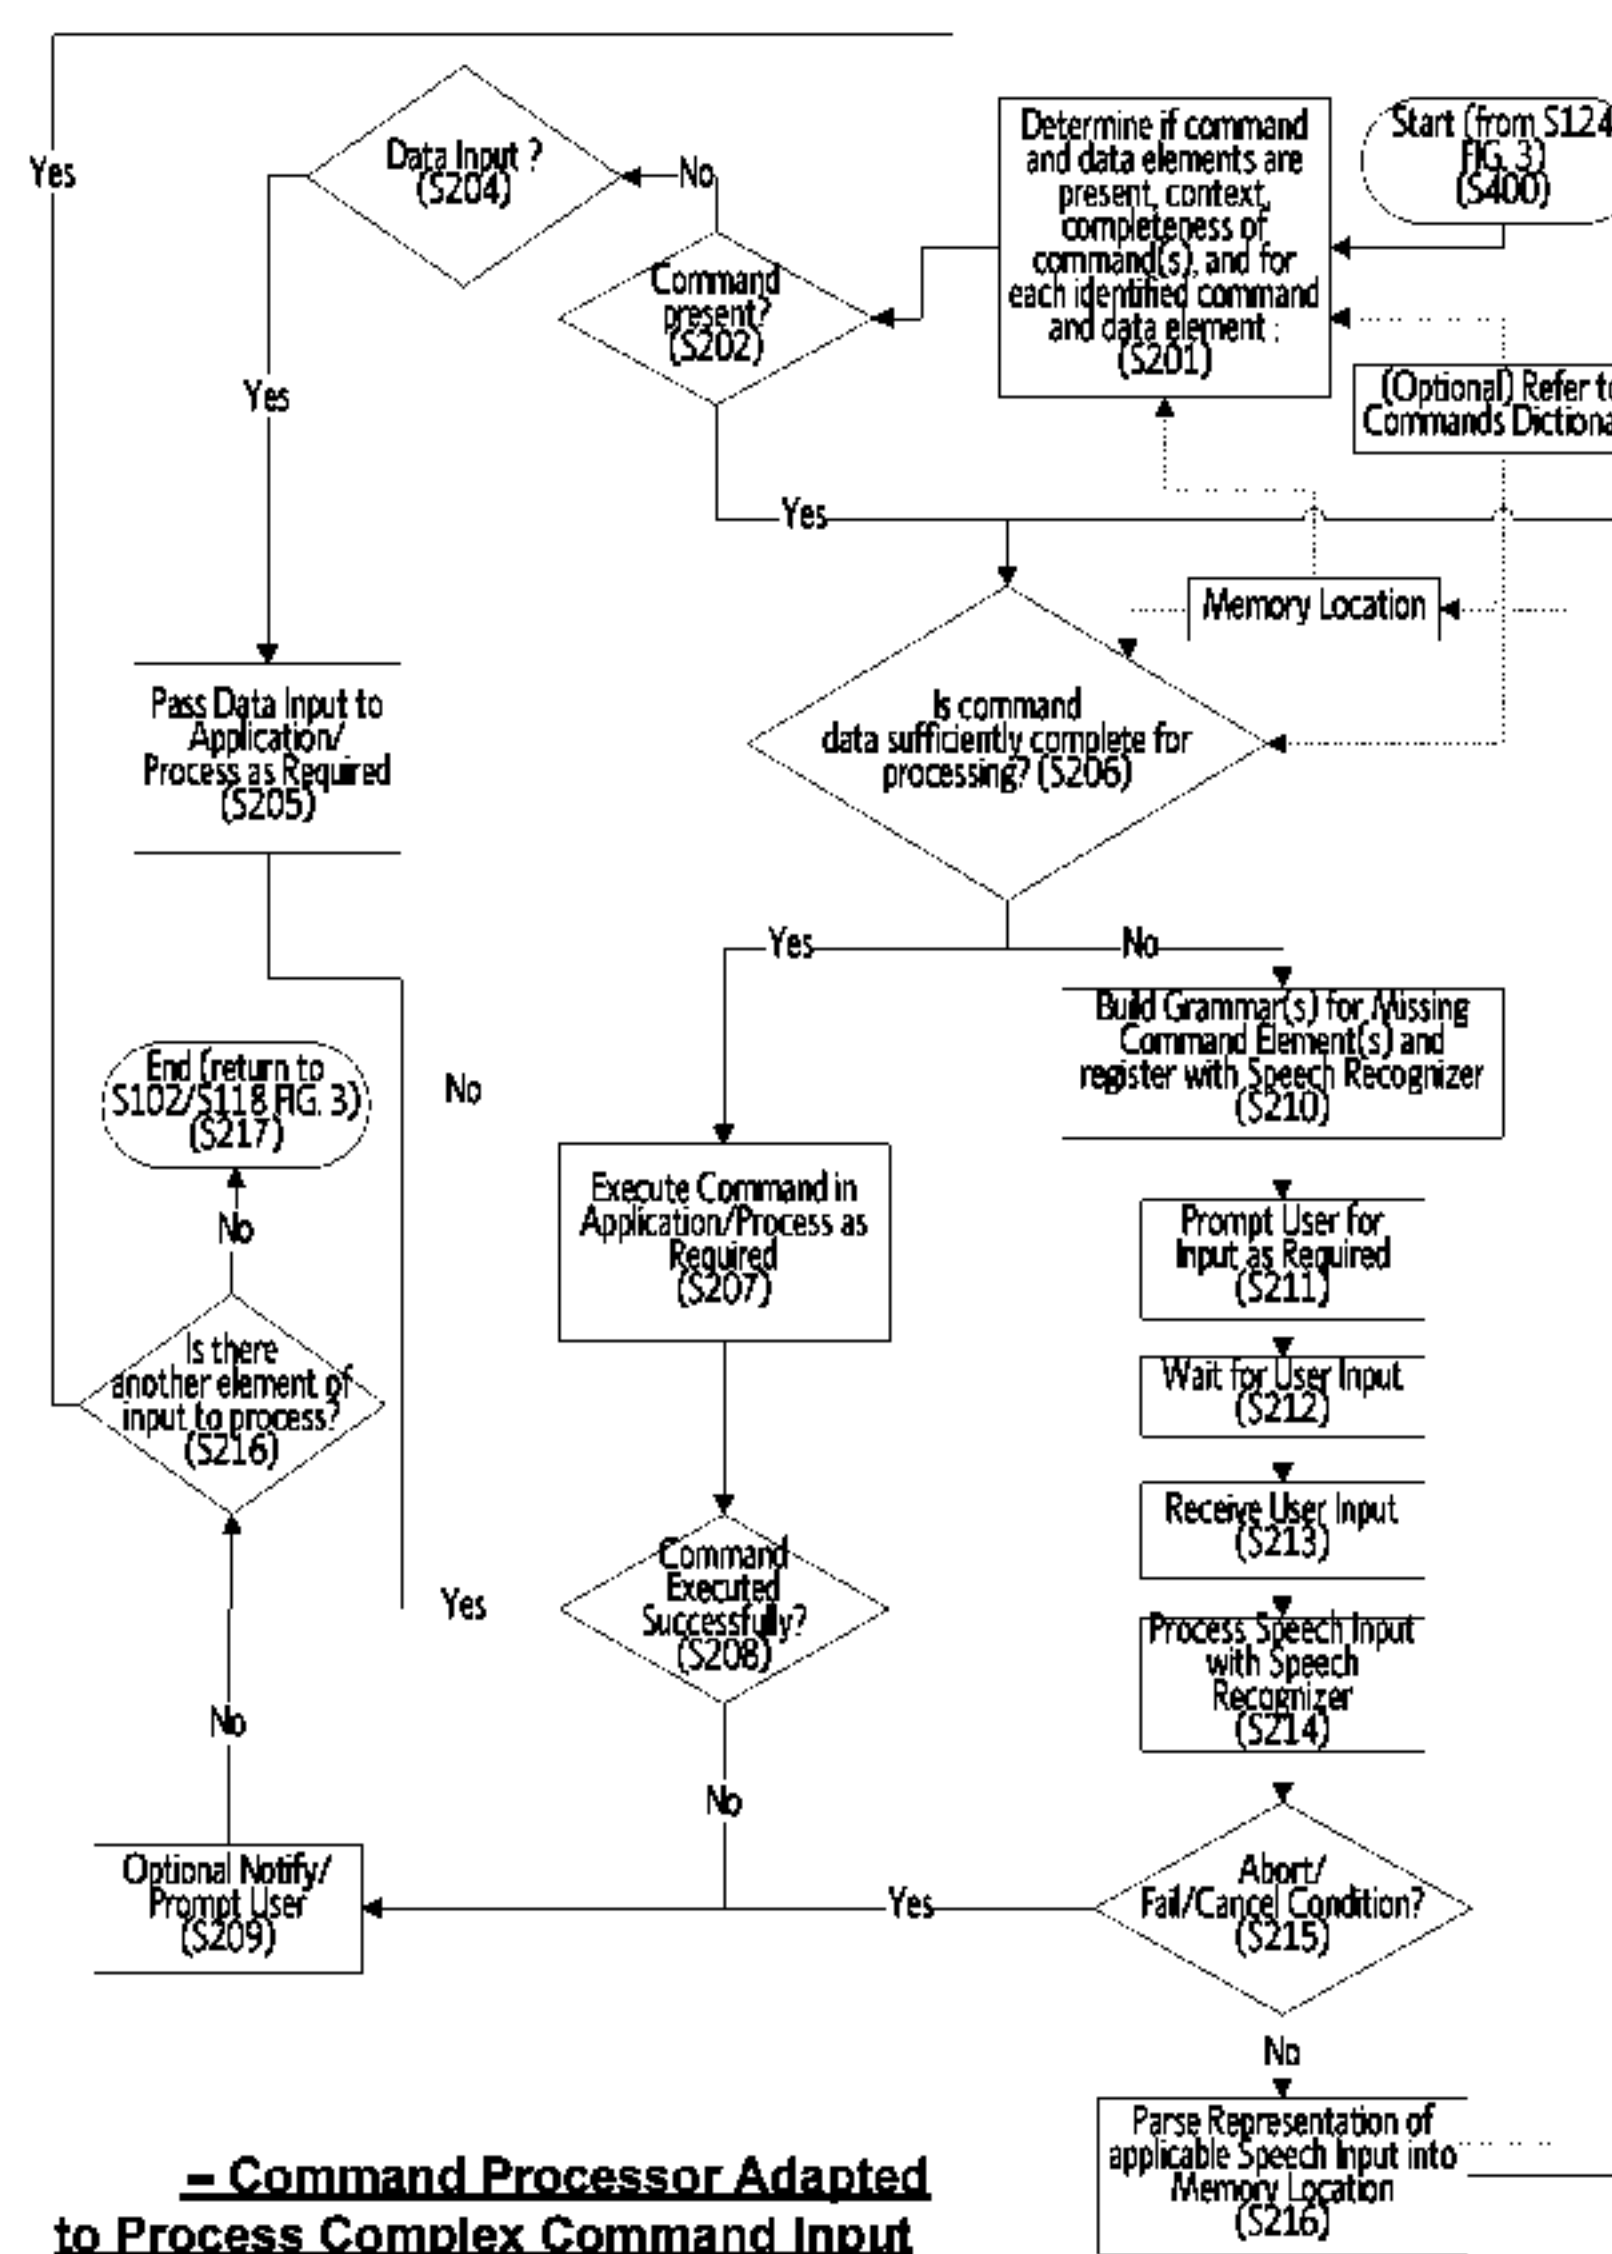 Yes
Data Input ?
(S204)
No
Command
present?
(S202)
Determine if command
and data elements are
present, context,
completeness of
command(s), and for
each identified command
and data element :
(S201)
Start (from S124
FIG. 3)
(S400)
(Optional) Refer to
Commands
Yes
Yes
Memory Location
Is command
data sufficiently complete for
processing? (S206)
Pass Data Input to
Application/
Process as Required
(S205)
Yes
No
Build Grammar(s) for Missing
Command Element(s) and
register with Speech Recognizer
(S210)
End (return to
S102/S118 FIG. 3)
(S217)
No
No
Execute Command in
Application/Process as
Required
(S207)
Prompt User for
Input as Required
(S211)
Is there
another element of
input to process?
(S216)
Wait for User Input
(S212)
Receive User Input
(S213)
Command
Executed
Successfully?
(S208)
Yes
Process Speech Input
with Speech
Recognizer
(S214)
No
No
Optional Notify/
Prompt User
(S209)
Yes
Abort/
Fail/Cancel Condition?
(S215)
No
Parse Representation of
applicable Speech Input into
Memory Location
(S216)
– Command Processor Adapted
to Process Complex Command Input